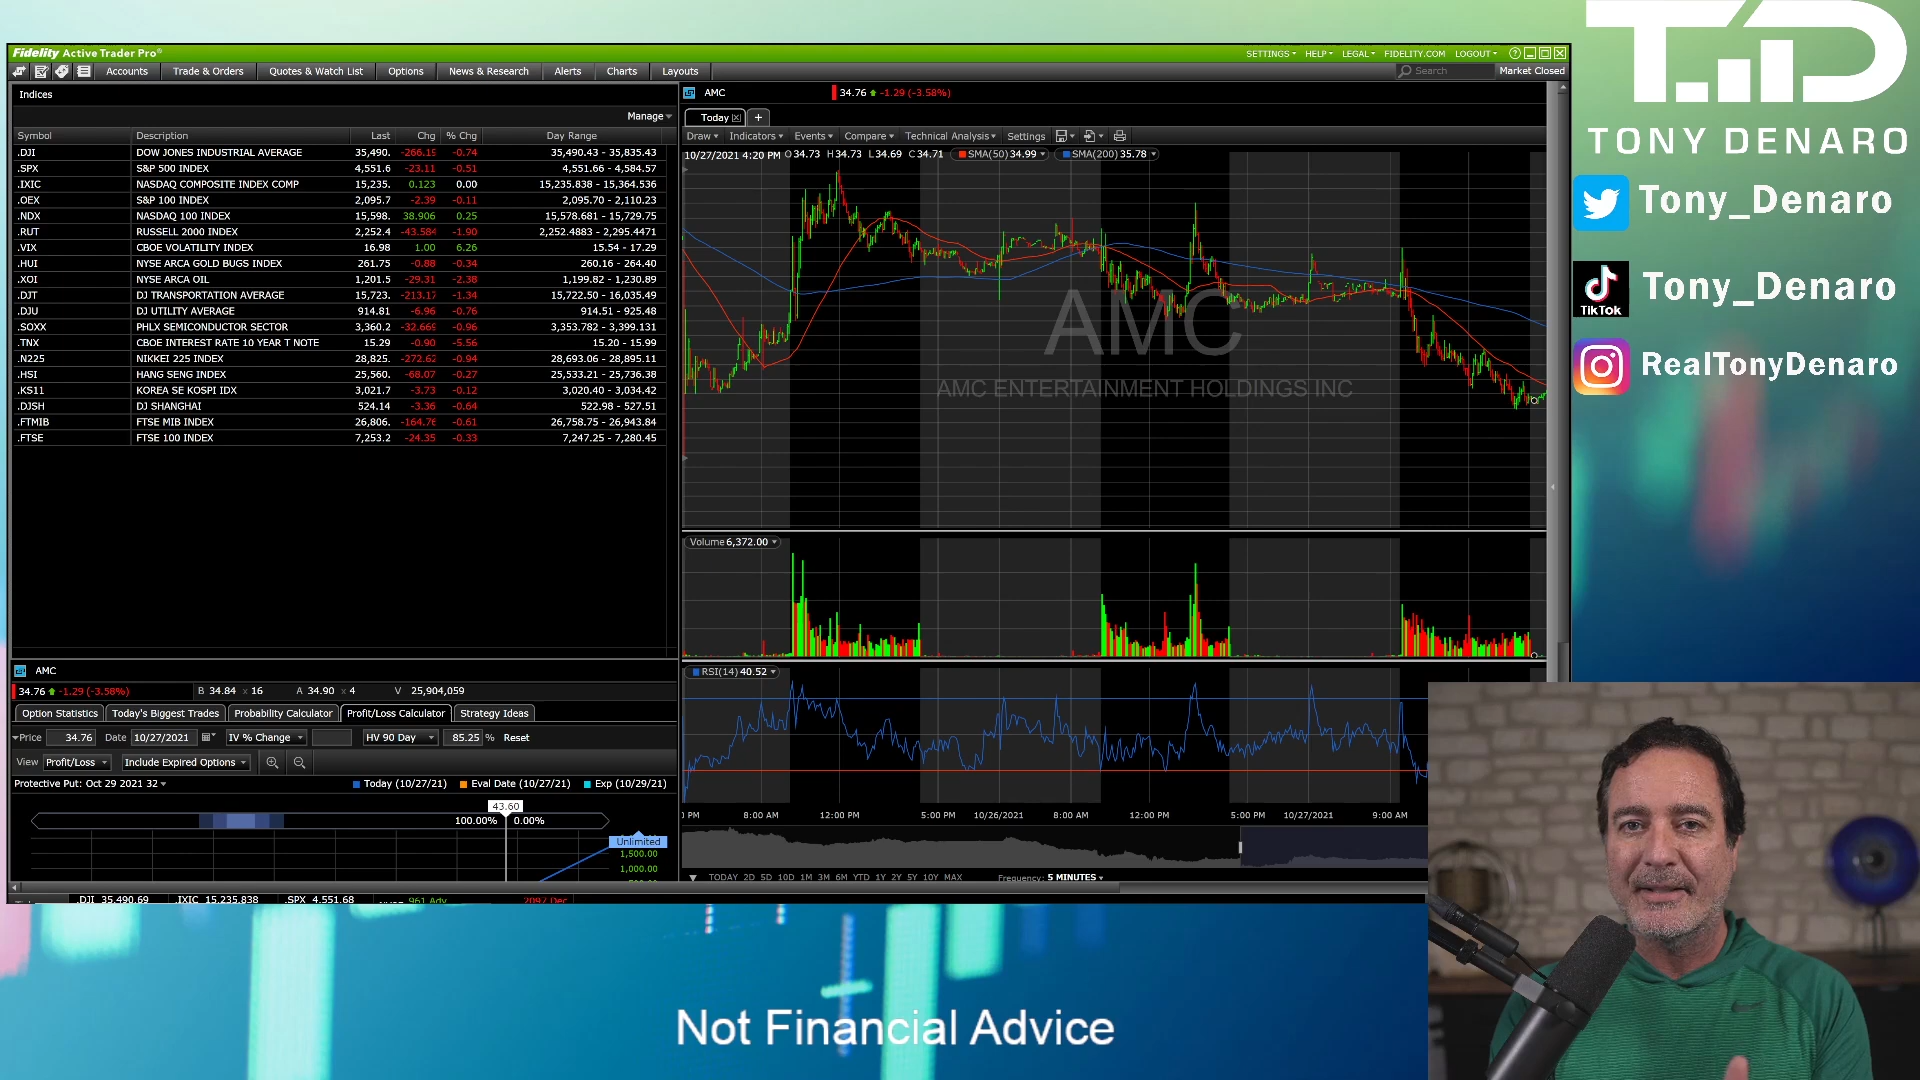 Fidelity Active Trader Pro®
SETTINGS HELP LEGAL FIDELITY.COM LOGOUT
Accounts Trade & Orders Quotes & Watch List Options News & Research Alerts Charts Layouts Search Market Closed
Indices
Manage
Symbol Description Last Chg % Chg Day Range
.DJI DOW JONES INDUSTRIAL AVERAGE 35,490. -266.19 -0.74 35,490.43 - 35,835.43
.SPX S&P 500 INDEX 4,551.6 -23.11 -0.51 4,551.66 - 4,584.57
.IXIC NASDAQ COMPOSITE INDEX COMP 15,235. 0.123 0.00 15,235.838 - 15,364.536
.OEX S&P 100 INDEX 2,095.7 -2.39 -0.11 2,095.70 - 2,110.23
.NDX NASDAQ 100 INDEX 15,598. 38.906 0.25 15,578.681 - 15,729.75
.RUT RUSSELL 2000 INDEX 2,252.4 -43.584 -1.90 2,252.4883 - 2,295.4471
.VIX CBOE VOLATILITY INDEX 16.98 1.00 6.26 15.54 - 17.29
.HUI NYSE ARCA GOLD BUGS INDEX 261.75 -0.88 -0.34 260.16 - 264.40
.XOI NYSE ARCA OIL 1,201.5 -29.31 -2.38 1,199.82 - 1,230.89
.DJT DJ TRANSPORTATION AVERAGE 15,723. -213.17 -1.34 15,722.50 - 16,035.49
.DJU DJ UTILITY AVERAGE 914.81 -6.96 -0.76 914.51 - 925.48
.SOXX PHLX SEMICONDUCTOR SECTOR 3,360.2 -32.669 -0.96 3,353.782 - 3,399.131
.TNX CBOE INTEREST RATE 10 YEAR T NOTE 15.29 -0.90 -5.56 15.20 - 15.99
.N225 NIKKEI 225 INDEX 28,825. -272.62 -0.94 28,693.06 - 28,895.11
.HSI HANG SENG INDEX 25,560. -68.07 -0.27 25,533.21 - 25,736.38
.KS11 KOREA SE KOSPI IDX 3,021.7 -3.73 -0.12 3,020.40 - 3,034.42
.DJSH DJ SHANGHAI 524.14 -3.36 -0.64 522.98 - 527.51
.FTMIB FTSE MIB INDEX 26,806. -164.76 -0.61 26,758.75 - 26,943.84
.FTSE FTSE 100 INDEX 7,253.2 -24.35 -0.33 7,247.25 - 7,280.45
AMC
34.76 -1.29 (-3.58%) B 34.84 x 16 A 34.90 x 4 V 25,904,059
Option Statistics Today's Biggest Trades Probability Calculator Profit/Loss Calculator Strategy Ideas
Price 34.76 Date 10/27/2021 IV % Change HV 90 Day 85.25 % Reset
View Profit/Loss Include Expired Options
Protective Put: Oct 29 2021 32 Today (10/27/21) Eval Date (10/27/21) Exp (10/29/21)
43.60
100.00% 0.00%
Unlimited
1,500.00
1,000.00
.DJI 35,490.69 .IXIC 15,235.838 .SPX 4,551.68 961 Adv 2092 Dec
AMC 34.76 -1.29 (-3.58%)
Today +
Draw Indicators Events Compare Technical Analysis Settings
10/27/2021 4:20 PM O 34.73 H 34.73 L 34.69 C 34.71 SMA(50) 34.99 SMA(200) 35.78
AMC
AMC ENTERTAINMENT HOLDINGS INC
Volume 6,372.00
RSI(14) 40.52
PM 8:00 AM 12:00 PM 5:00 PM 10/26/2021 8:00 AM 12:00 PM 5:00 PM 10/27/2021 9:00 AM
TODAY 2D 5D 10D 1M 3M 6M YTD 1Y 2Y 5Y 10Y MAX Frequency: 5 MINUTES
TD
TONY DENARO
Tony_Denaro
TikTok
Tony_Denaro
RealTonyDenaro
Not Financial Advice